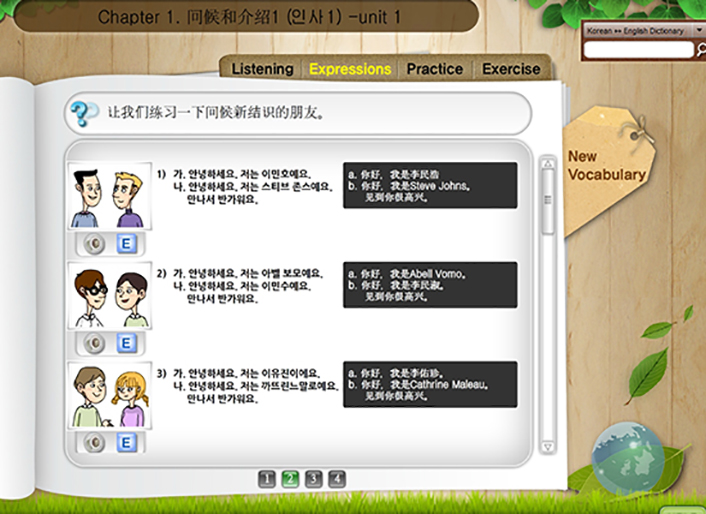 Chapter 1. 问候和介绍1 (인사1) -unit 1
Korean ↔ English Dictionary
Listening Expressions Practice Exercise
让我们练习一下问候新结识的朋友。
New
Vocabulary
1) 가. 안녕하세요. 저는 이민호예요.
나. 안녕하세요. 저는 스티브 존스예요.
만나서 반가워요.
a. 你好，我是李民浩
b. 你好，我是Steve Johns。
见到你很高兴。
E
2) 가. 안녕하세요. 저는 아벨 보모예요.
나. 안녕하세요. 저는 이민수예요.
만나서 반가워요.
a. 你好，我是Abell Vomo。
b. 你好，我是李民淑。
见到你很高兴。
E
3) 가. 안녕하세요. 저는 이유진이에요.
나. 안녕하세요. 저는 까뜨린느말로예요.
만나서 반가워요.
a. 你好，我是李佑珍。
b. 你好，我是Cathrine Maleau。
见到你很高兴。
E
1 2 3 4